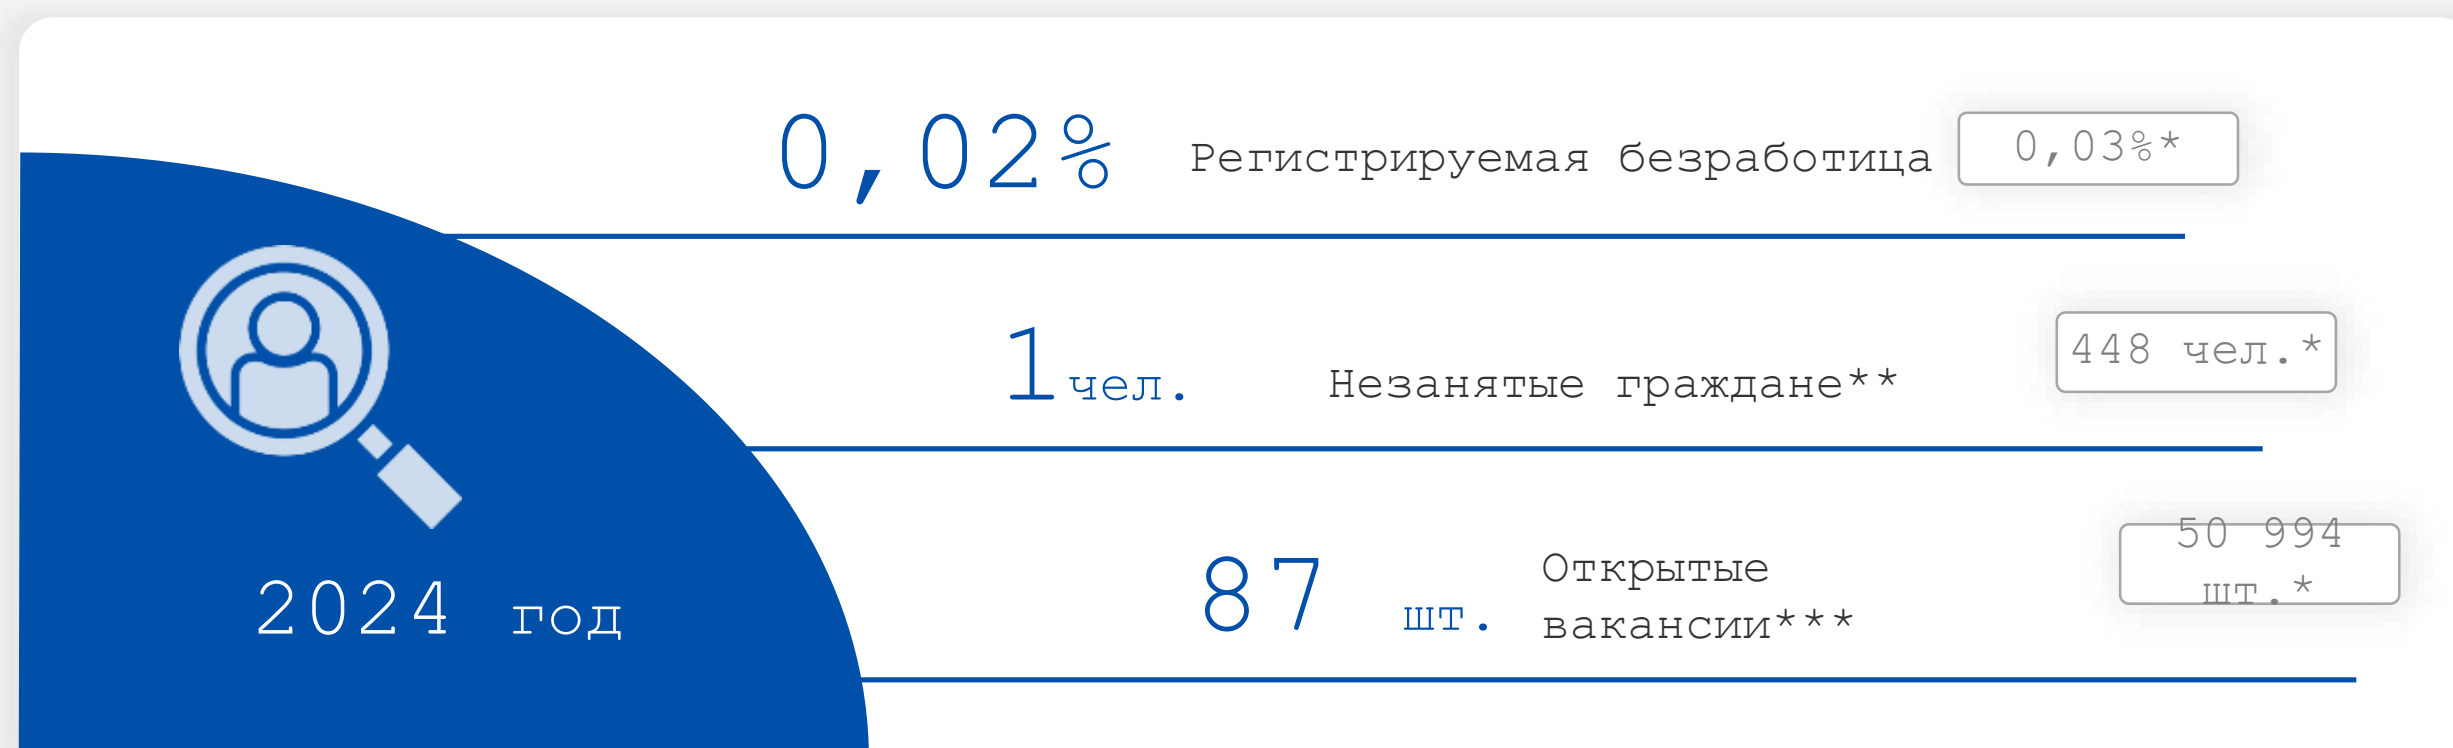 0,02% Регистрируемая безработица 0,03%*
1 чел. Незанятые граждане** 448 чел.*
87 шт. Открытые вакансии*** 50 994 шт.*
2024 год